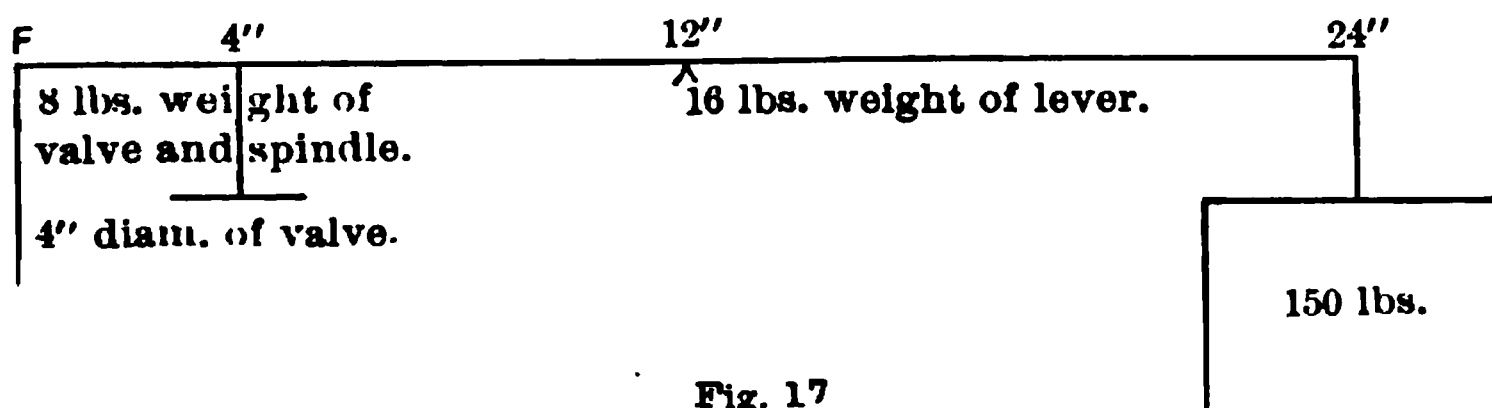 F 4″ 12″ 24″
8 lbs. weight of
valve and spindle.
16 lbs. weight of lever.
4″ diam. of valve.
150 lbs.
Fig. 17